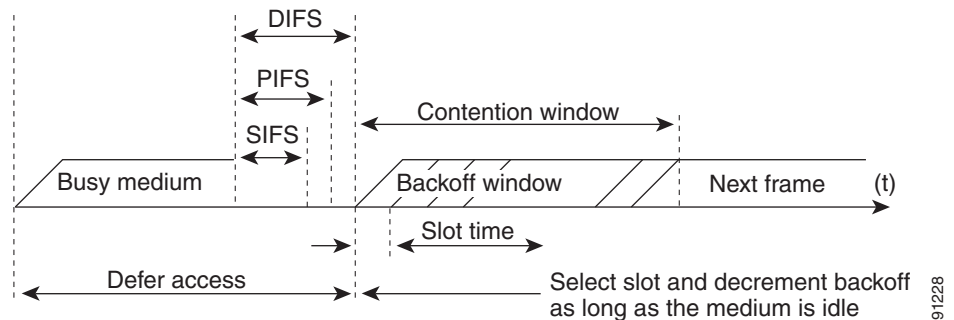 DIFS
PIFS
Contention window
SIFS
Busy medium
Backoff window
Next frame
(t)
Slot time
Defer access
Select slot and decrement backoff
as long as the medium is idle
91228